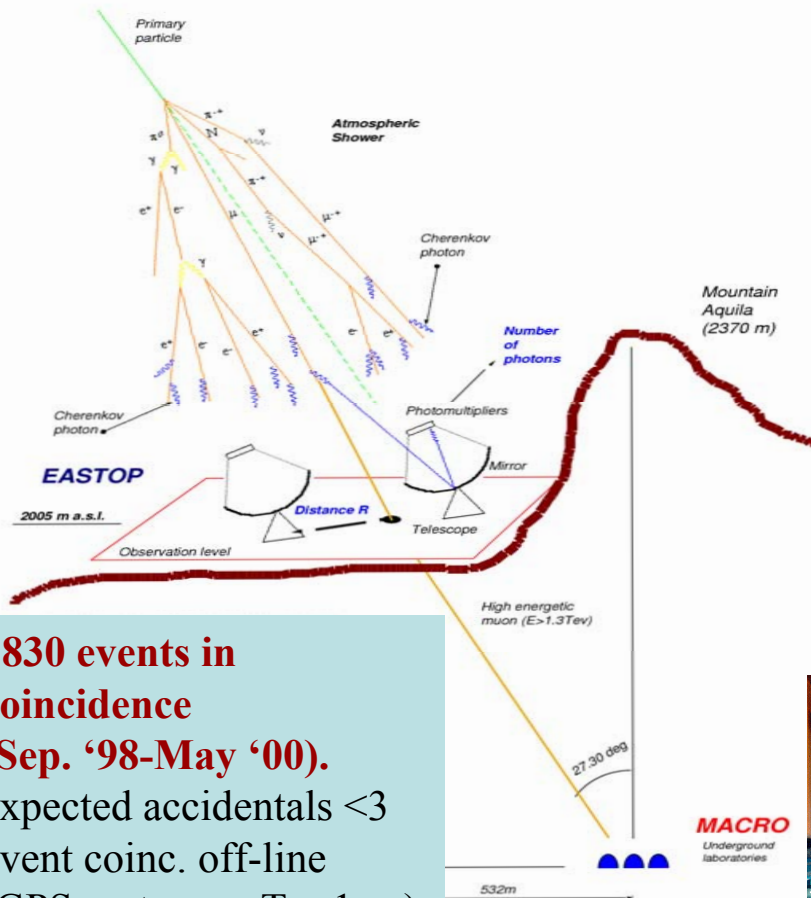 Primary
particle
π-+
π°
N
ν
Atmospheric
Shower
γ
γ
π-+
e+
e-
μ
ν
μ-+
μ-+
γ
Cherenkov
photon
Mountain
Aquila
(2370 m)
e+
e-
e-
e+
e-
e+
Number
of
photons
Cherenkov
photon
Photomultipliers
Mirror
EASTOP
Distance R
Telescope
2005 m a.s.l.
Observation level
High energetic
muon (E>1.3Tev)
830 events in
oincidence
Sep. ‘98-May ‘00).
xpected accidentals <3
vent coinc. off-line
27.30 deg
MACRO
Underground
laboratories
532m